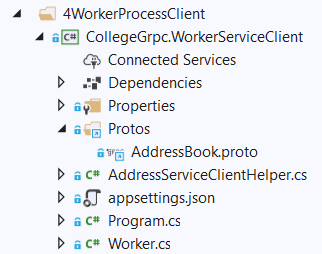 4WorkerProcessClient
C# CollegeGrpc.WorkerServiceClient
Connected Services
Dependencies
Properties
Protos
AddressBook.proto
C# AddressServiceClientHelper.cs
appsettings.json
C# Program.cs
C# Worker.cs